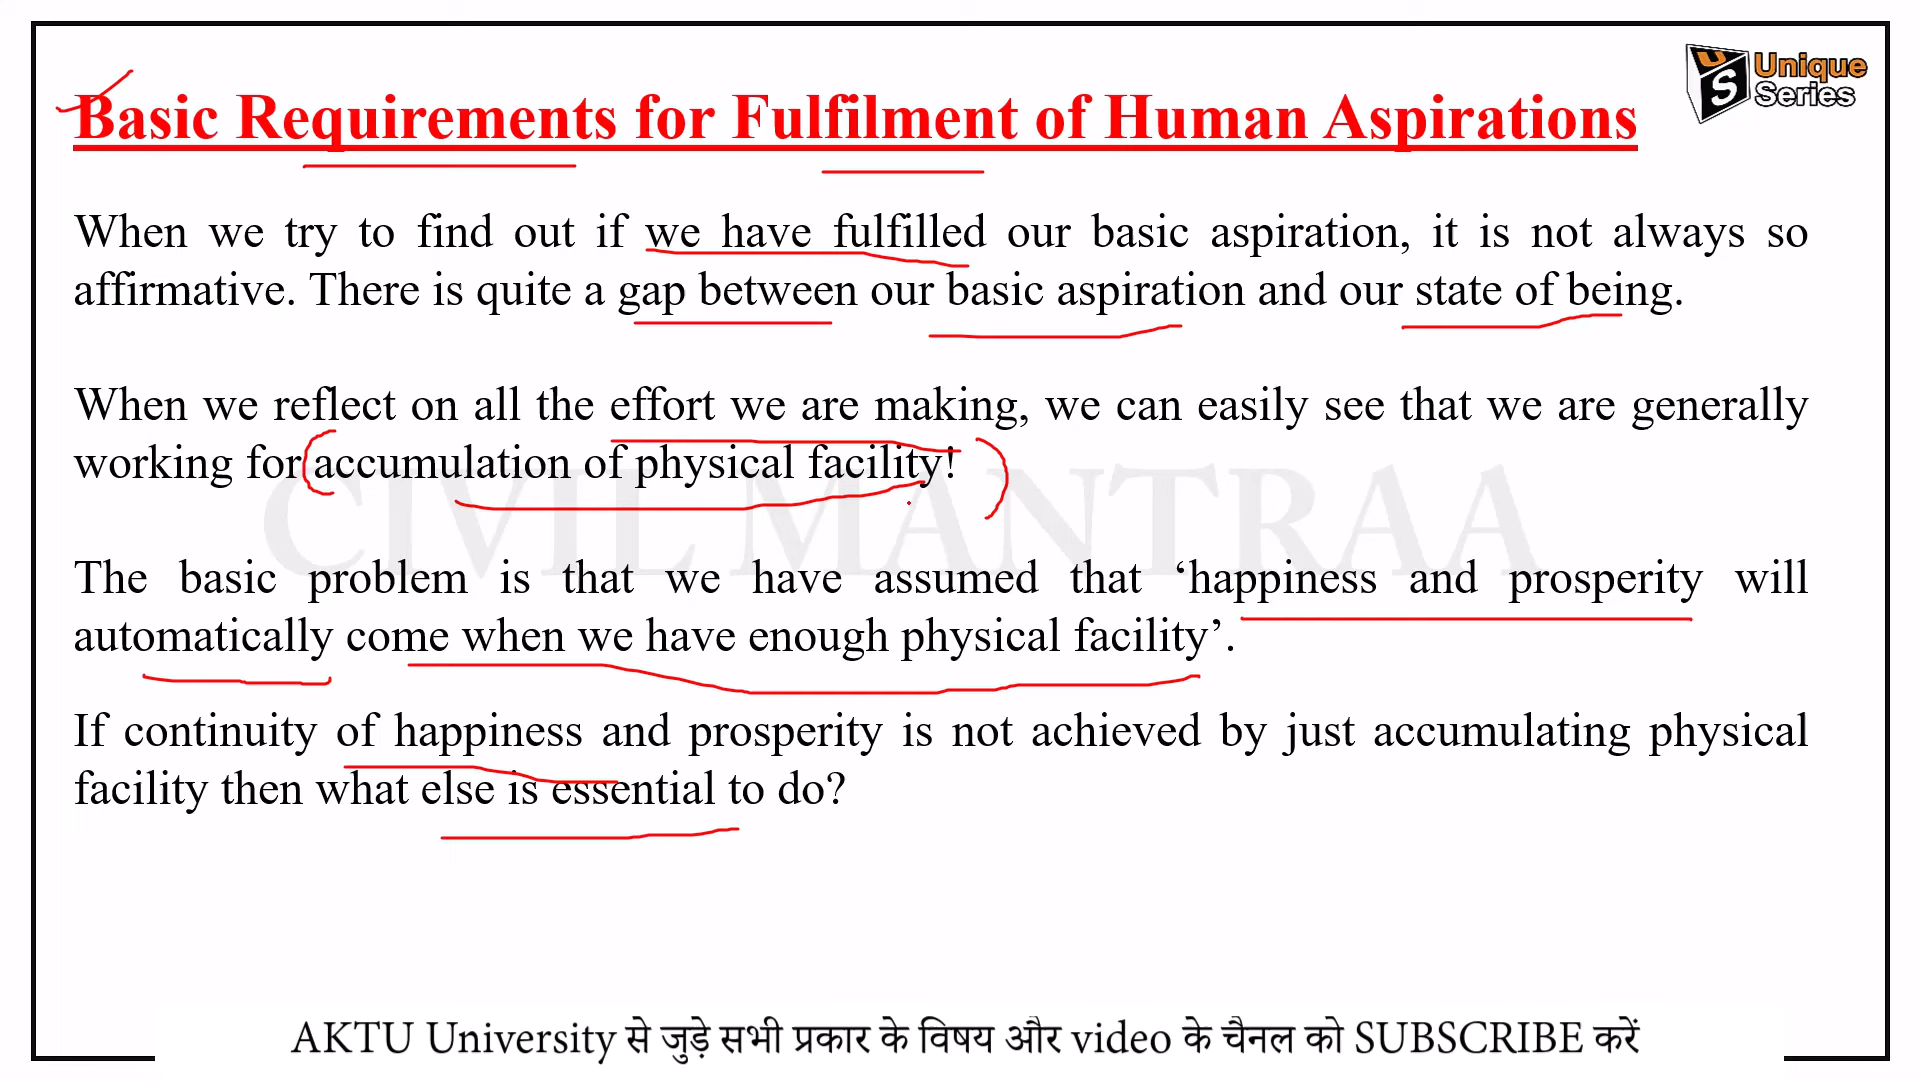 Basic Requirements for Fulfilment of Human Aspirations
US
Unique
Series
When we try to find out if we have fulfilled our basic aspiration, it is not always so
affirmative. There is quite a gap between our basic aspiration and our state of being.
When we reflect on all the effort we are making, we can easily see that we are generally
working for accumulation of physical facility!
CIVIL MANTRAA
The basic problem is that we have assumed that ‘happiness and prosperity will
automatically come when we have enough physical facility’.
If continuity of happiness and prosperity is not achieved by just accumulating physical
facility then what else is essential to do?
AKTU University से जुड़े सभी प्रकार के विषय और video के चैनल को SUBSCRIBE करें